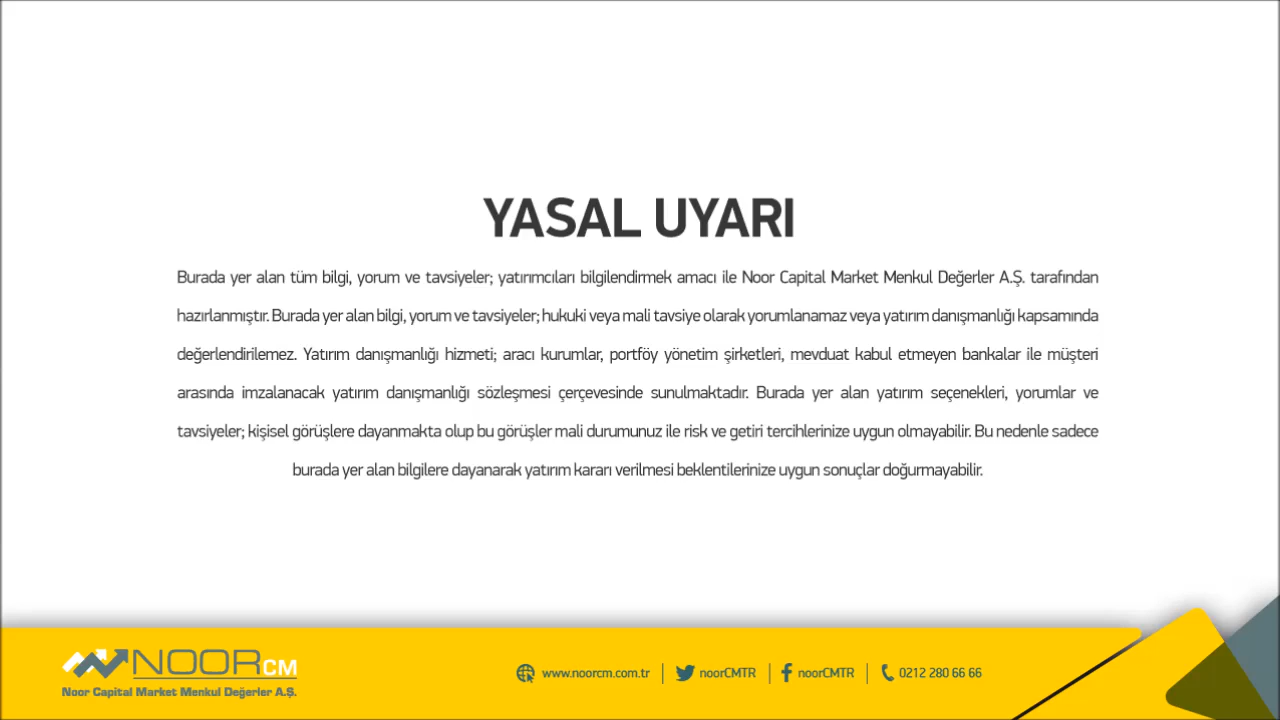 YASAL UYARI
Burada yer alan tüm bilgi, yorum ve tavsiyeler; yatırımcıları bilgilendirmek amacı ile Noor Capital Market Menkul Değerler A.Ş. tarafından
hazırlanmıştır. Burada yer alan bilgi, yorum ve tavsiyeler; hukuki veya mali tavsiye olarak yorumlanamaz veya yatırım danışmanlığı kapsamında
değerlendirilemez. Yatırım danışmanlığı hizmeti; aracı kurumlar, portföy yönetim şirketleri, mevduat kabul etmeyen bankalar ile müşteri
arasında imzalanacak yatırım danışmanlığı sözleşmesi çerçevesinde sunulmaktadır. Burada yer alan yatırım seçenekleri, yorumlar ve
tavsiyeler; kişisel görüşlere dayanmakta olup bu görüşler mali durumunuz ile risk ve getiri tercihlerinize uygun olmayabilir. Bu nedenle sadece
burada yer alan bilgilere dayanarak yatırım kararı verilmesi beklentilerinize uygun sonuçlar doğurmayabilir.
NOORCM
Noor Capital Market Menkul Değerler A.Ş.
www.noorcm.com.tr | noorCMTR | noorCMTR | 0212 280 66 66